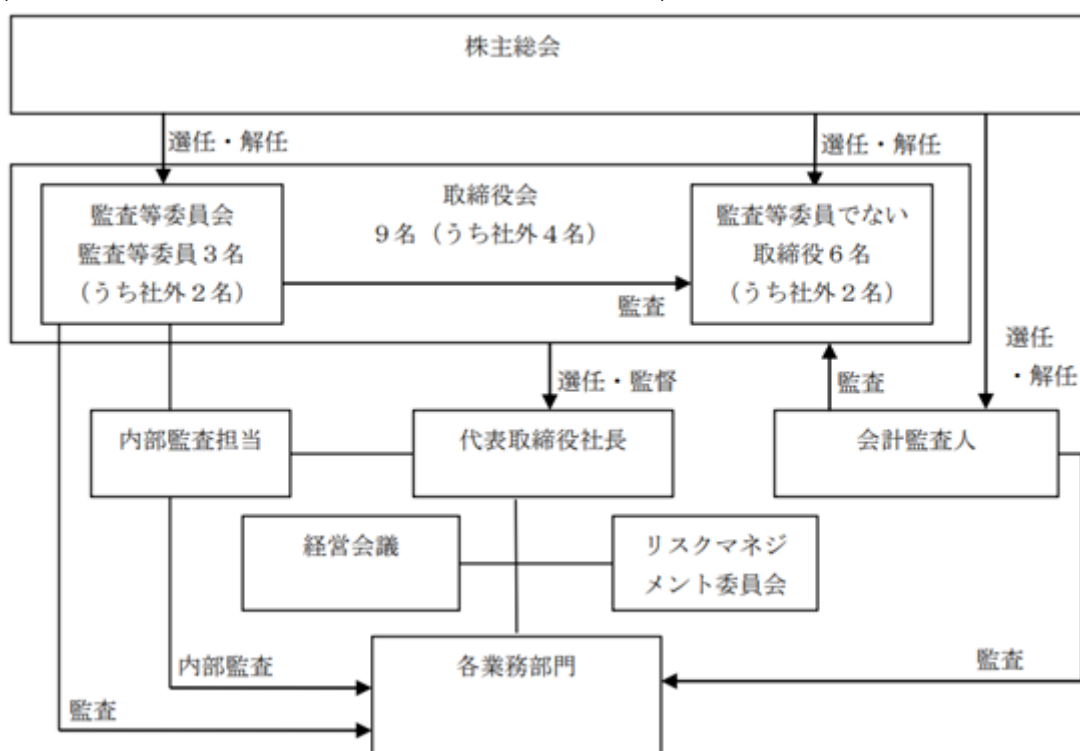 株主総会
選任・解任
選任・解任
監査等委員会
監査等委員3名
(うち社外2名)
取締役会
9名(うち社外4名)
監査等委員でない
取締役6名
(うち社外2名)
監査
選任
・解任
選任・監督
監査
内部監査担当
代表取締役社長
会計監査人
経営会議
リスクマネジ
メント委員会
内部監査
各業務部門
監査
監査